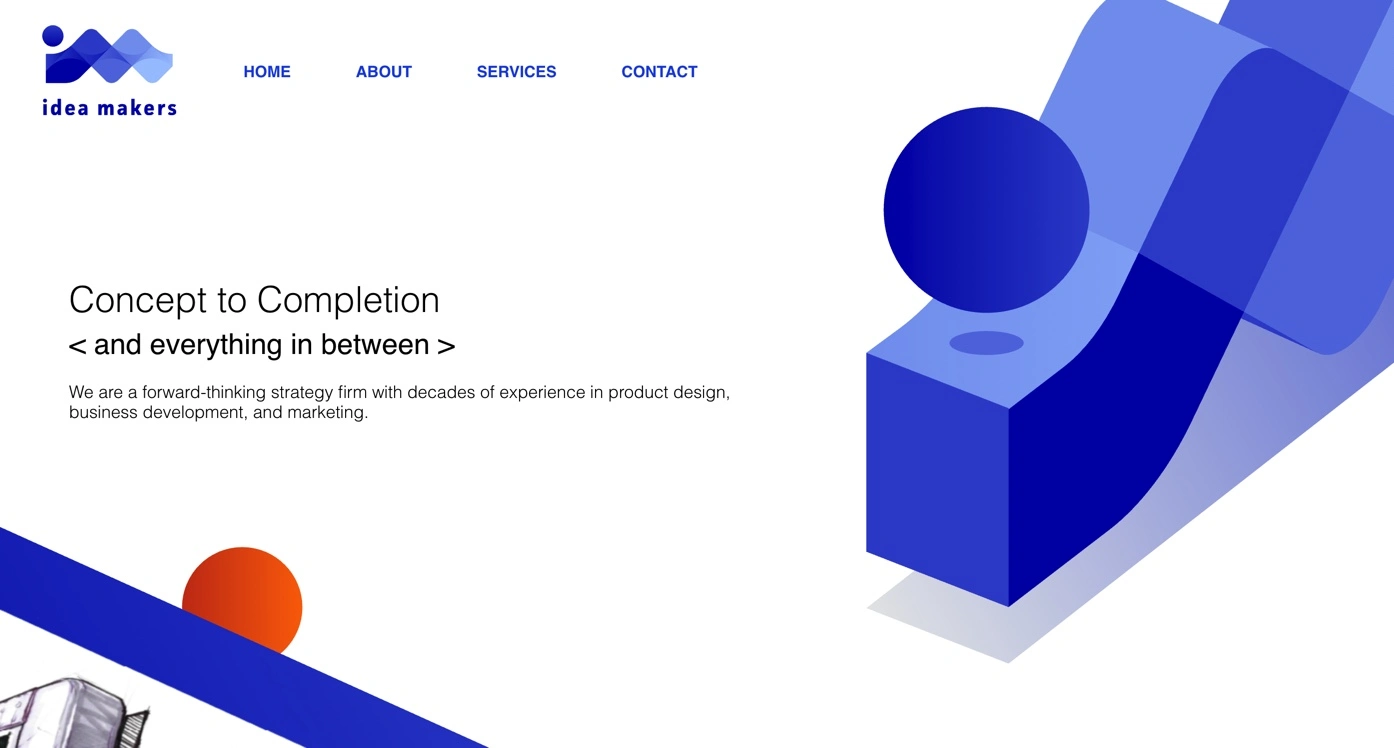 idea makers
HOME ABOUT SERVICES CONTACT
Concept to Completion
< and everything in between >
We are a forward-thinking strategy firm with decades of experience in product design,
business development, and marketing.